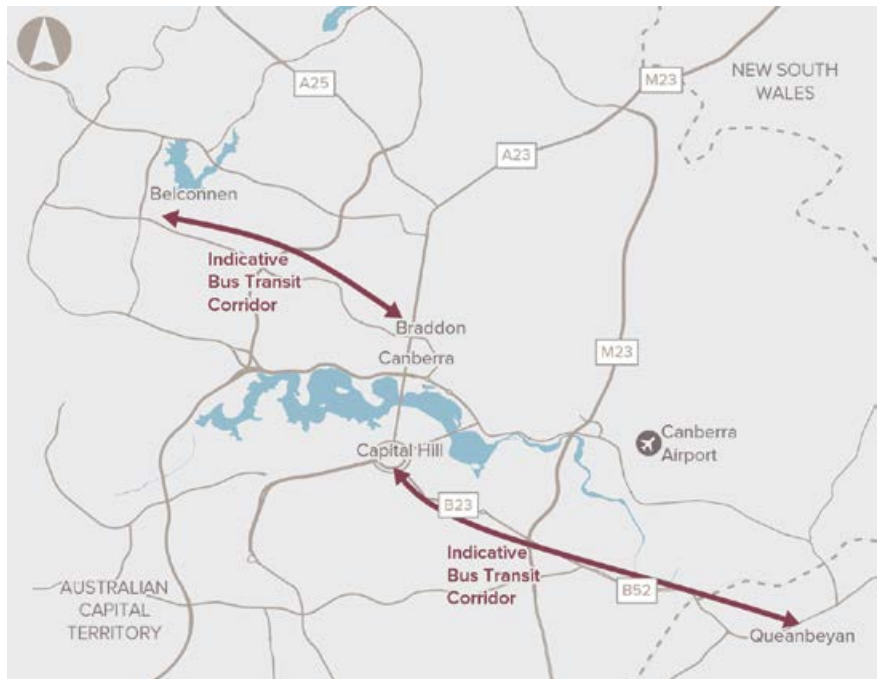 A25
M23
NEW SOUTH
WALES
A23
Belconnen
Indicative
Bus Transit
Corridor
Braddon
Canberra
M23
Capital Hill
Canberra
Airport
B23
Indicative
Bus Transit
Corridor
AUSTRALIAN
CAPITAL
TERRITORY
B52
Queanbeyan